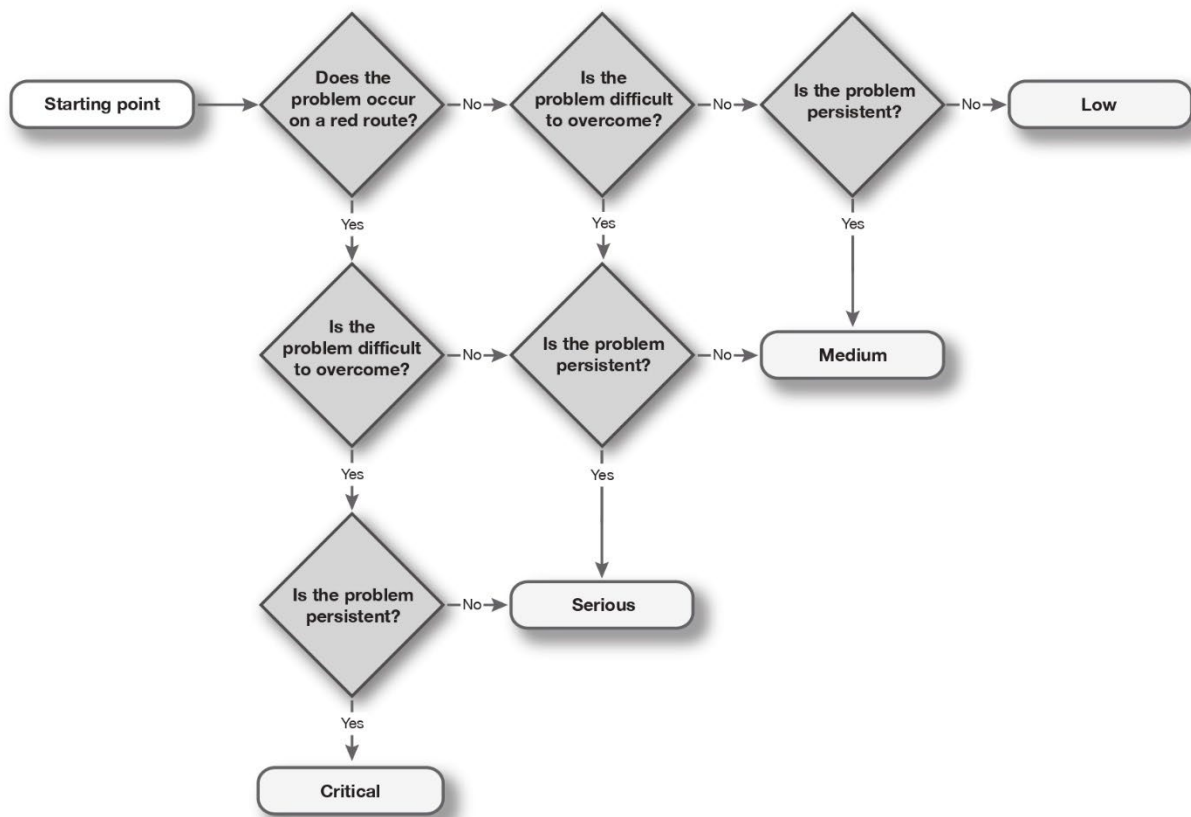 Starting point
Does the
problem occur
on a red route?
No
Is the
problem difficult
to overcome?
No
Is the problem
persistent?
No
Low
Yes
Yes
Yes
Is the
problem difficult
to overcome?
No
Is the problem
persistent?
No
Medium
Yes
Yes
Is the problem
persistent?
No
Serious
Yes
Critical